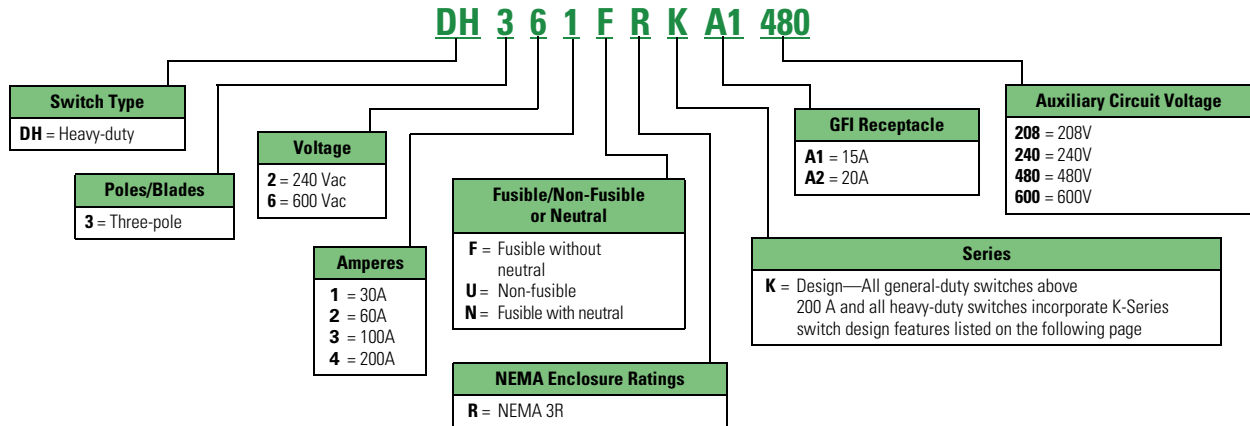 DH 3 6 1 F R K A1 480
Switch Type
DH = Heavy-duty
Poles/Blades
3 = Three-pole
Voltage
2 = 240 Vac
6 = 600 Vac
Amperes
1 = 30A
2 = 60A
3 = 100A
4 = 200A
Fusible/Non-Fusible
or Neutral
F = Fusible without
neutral
U = Non-fusible
N = Fusible with neutral
NEMA Enclosure Ratings
R = NEMA 3R
Series
K = Design—All general-duty switches above
200 A and all heavy-duty switches incorporate K-Series
switch design features listed on the following page
GFI Receptacle
A1 = 15A
A2 = 20A
Auxiliary Circuit Voltage
208 = 208V
240 = 240V
480 = 480V
600 = 600V